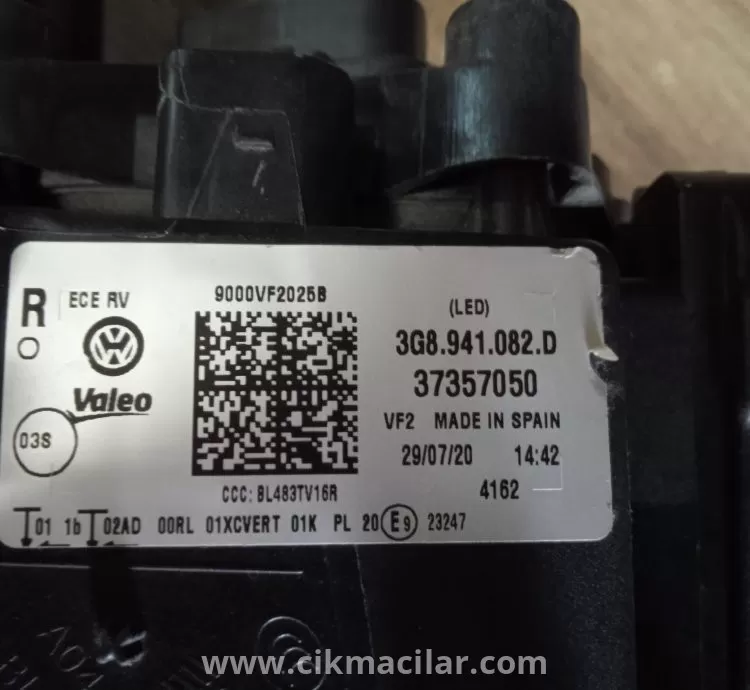 R
ECE RV
9000VF2025B
(LED)
3G8.941.082.D
37357050
Valeo
VF2 MADE IN SPAIN
03S
29/07/20 14:42
CCC: BL483TV16R
4162
01 1b 02AD 00RL 01XCVERT 01K PL 20 E9 23247
A04
www.cikmacilar.com